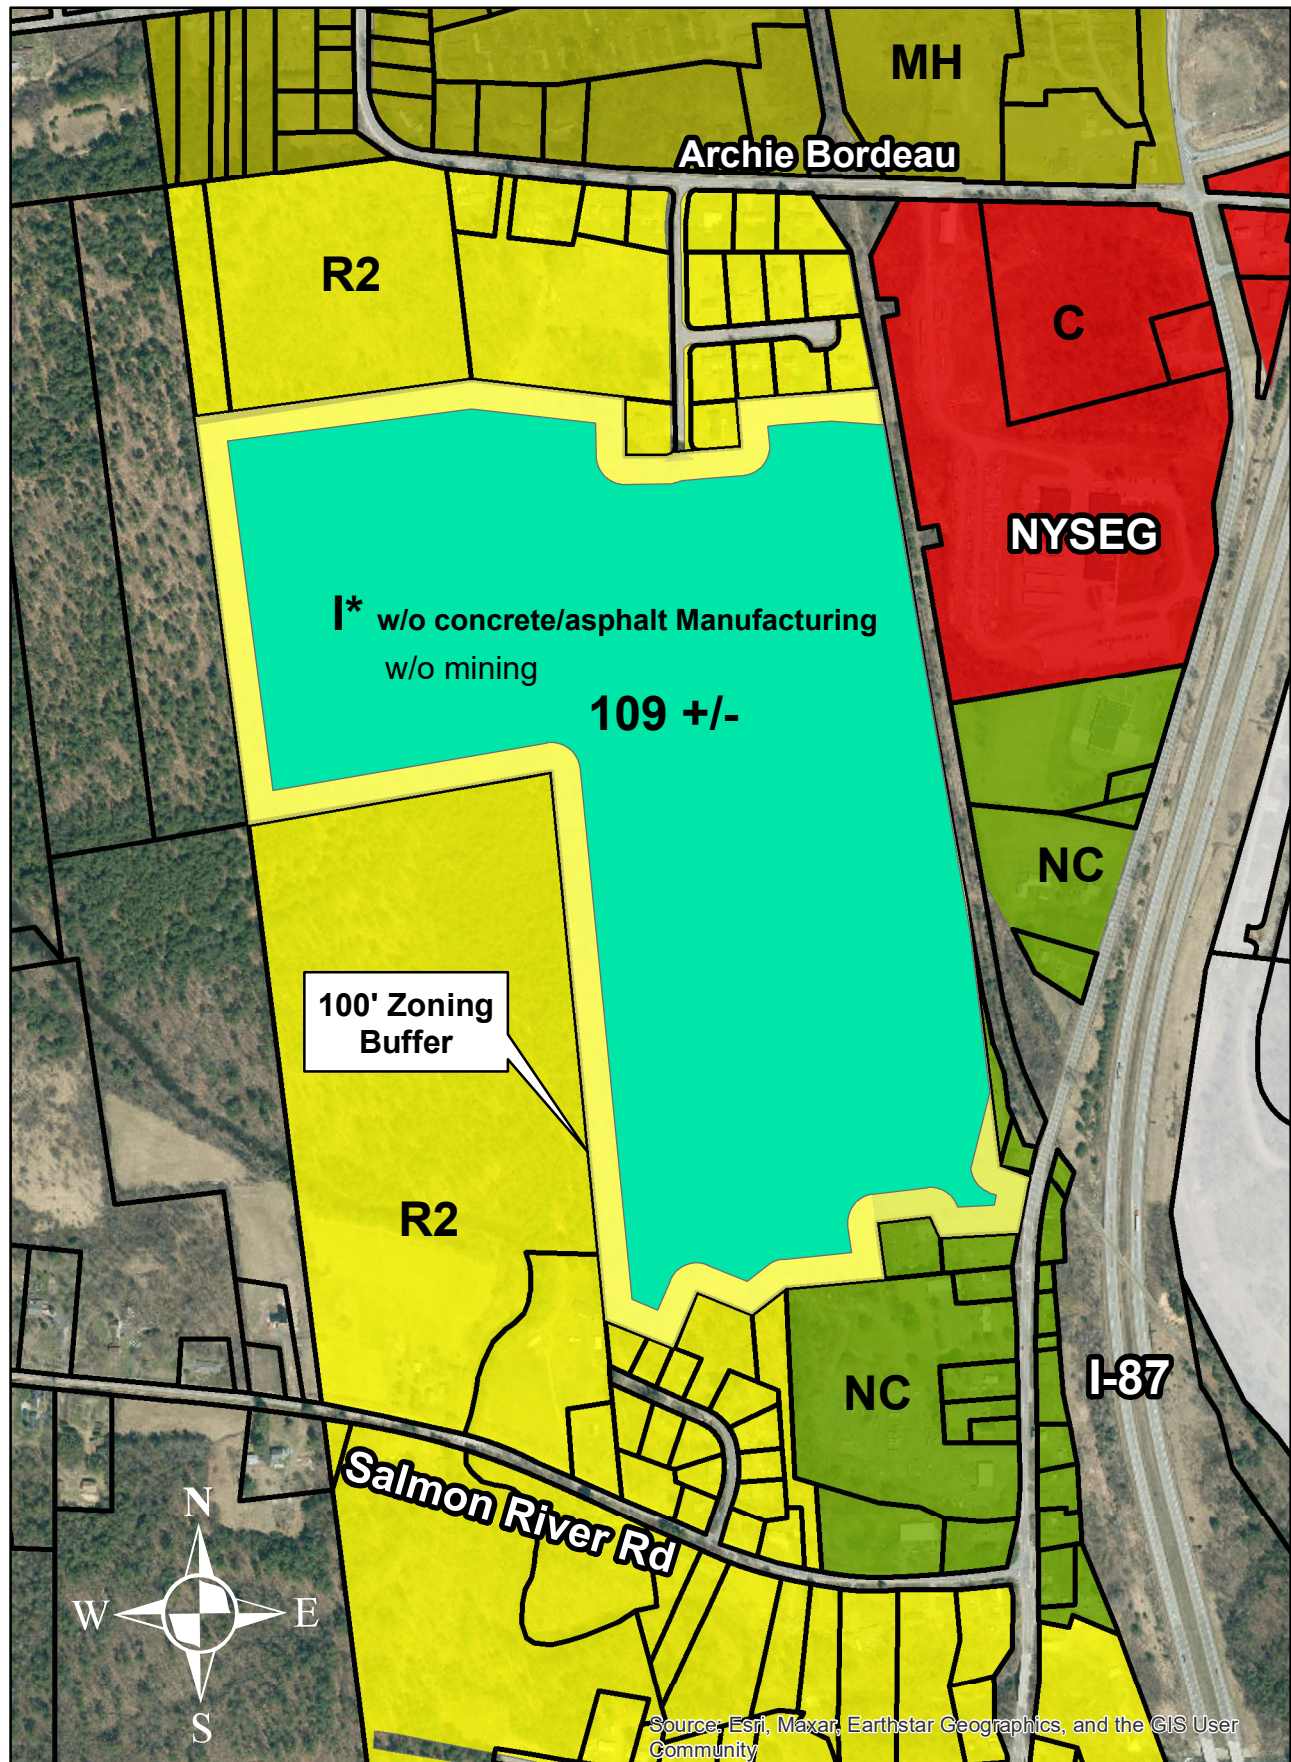 MH
Archie Bordeau
R2
C
NYSEG
I* w/o concrete/asphalt Manufacturing
w/o mining
109 +/-
NC
100' Zoning
Buffer
R2
NC
I-87
Salmon River Rd
N
W
E
S
Source: Esri, Maxar, Earthstar Geographics, and the GIS User
Community